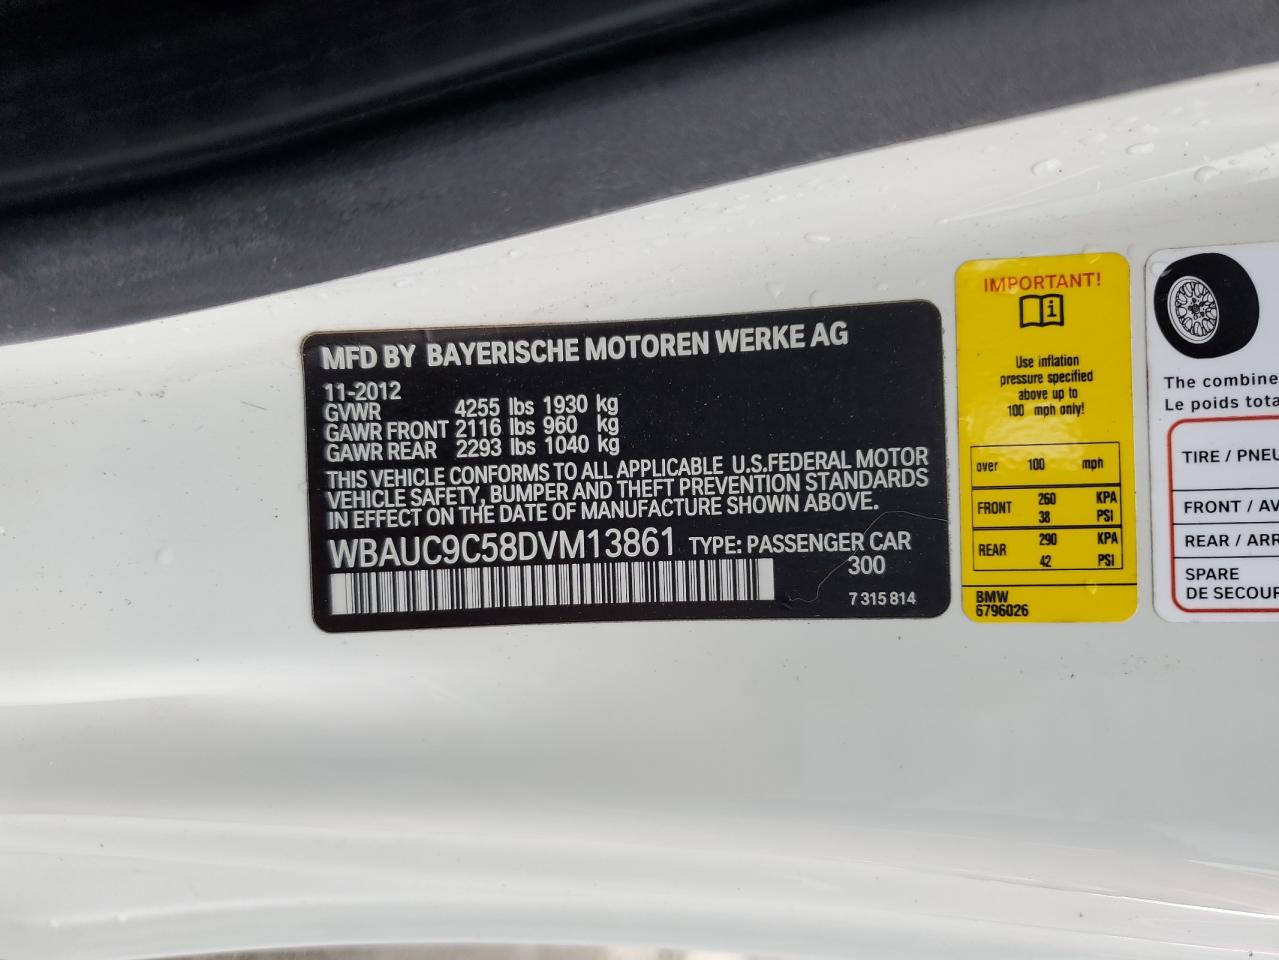 MFD BY BAYERISCHE MOTOREN WERKE AG
11-2012
GVWR 4255 lbs 1930 kg
GAWR FRONT 2116 lbs 960 kg
GAWR REAR 2293 lbs 1040 kg
THIS VEHICLE CONFORMS TO ALL APPLICABLE U.S.FEDERAL MOTOR
VEHICLE SAFETY, BUMPER AND THEFT PREVENTION STANDARDS
IN EFFECT ON THE DATE OF MANUFACTURE SHOWN ABOVE.
WBAUC9C58DVM13861 TYPE: PASSENGER CAR
300
7 315 814
IMPORTANT!
i
Use inflation
pressure specified
above up to
100 mph only!
over 100 mph
FRONT 260 KPA
38 PSI
REAR 290 KPA
42 PSI
BMW
6796026
The combine
Le poids tota
TIRE / PNEU
FRONT / AV
REAR / ARR
SPARE
DE SECOUR